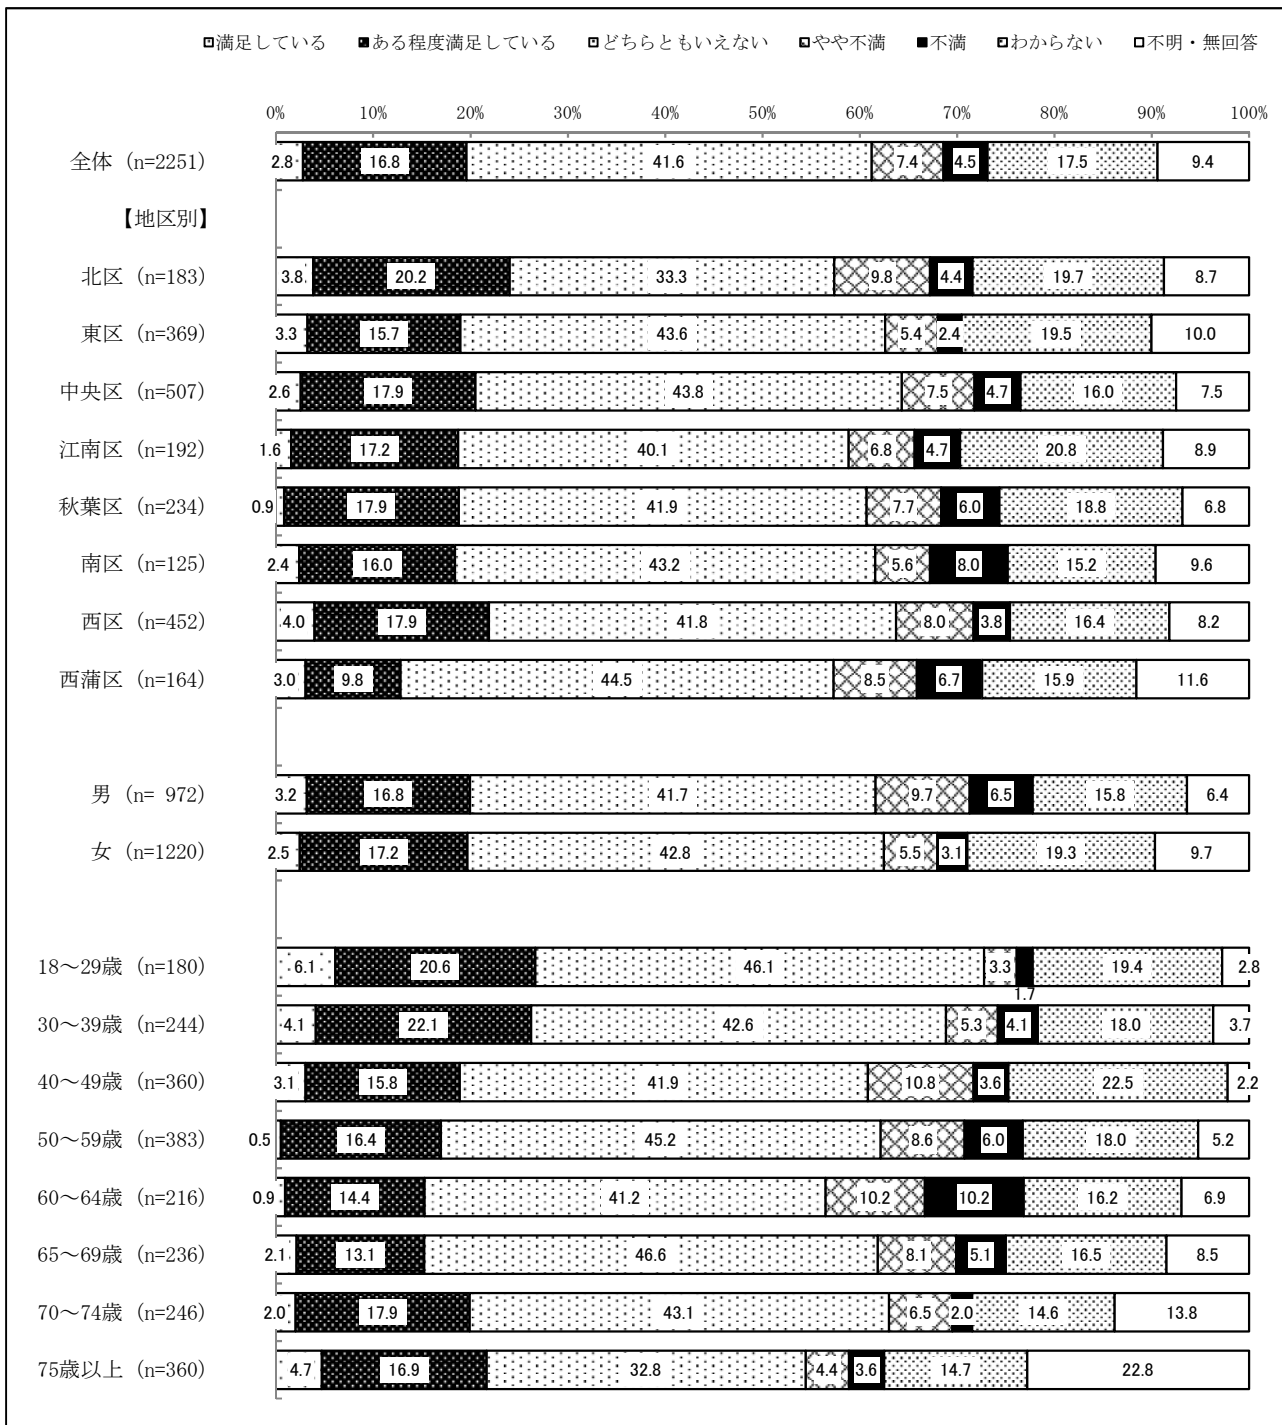 満足している ある程度満足している どちらともいえない やや不満 不満 わからない 不明・無回答
0% 10% 20% 30% 40% 50% 60% 70% 80% 90% 100%
全体 (n=2251) 2.8 16.8 41.6 7.4 4.5 17.5 9.4
【地区別】
北区 (n=183) 3.8 20.2 33.3 9.8 4.4 19.7 8.7
東区 (n=369) 3.3 15.7 43.6 5.4 2.4 19.5 10.0
中央区 (n=507) 2.6 17.9 43.8 7.5 4.7 16.0 7.5
江南区 (n=192) 1.6 17.2 40.1 6.8 4.7 20.8 8.9
秋葉区 (n=234) 0.9 17.9 41.9 7.7 6.0 18.8 6.8
南区 (n=125) 2.4 16.0 43.2 5.6 8.0 15.2 9.6
西区 (n=452) 4.0 17.9 41.8 8.0 3.8 16.4 8.2
西蒲区 (n=164) 3.0 9.8 44.5 8.5 6.7 15.9 11.6
男 (n= 972) 3.2 16.8 41.7 9.7 6.5 15.8 6.4
女 (n=1220) 2.5 17.2 42.8 5.5 3.1 19.3 9.7
18～29歳 (n=180) 6.1 20.6 46.1 3.3 1.7 19.4 2.8
30～39歳 (n=244) 4.1 22.1 42.6 5.3 4.1 18.0 3.7
40～49歳 (n=360) 3.1 15.8 41.9 10.8 3.6 22.5 2.2
50～59歳 (n=383) 0.5 16.4 45.2 8.6 6.0 18.0 5.2
60～64歳 (n=216) 0.9 14.4 41.2 10.2 10.2 16.2 6.9
65～69歳 (n=236) 2.1 13.1 46.6 8.1 5.1 16.5 8.5
70～74歳 (n=246) 2.0 17.9 43.1 6.5 2.0 14.6 13.8
75歳以上 (n=360) 4.7 16.9 32.8 4.4 3.6 14.7 22.8